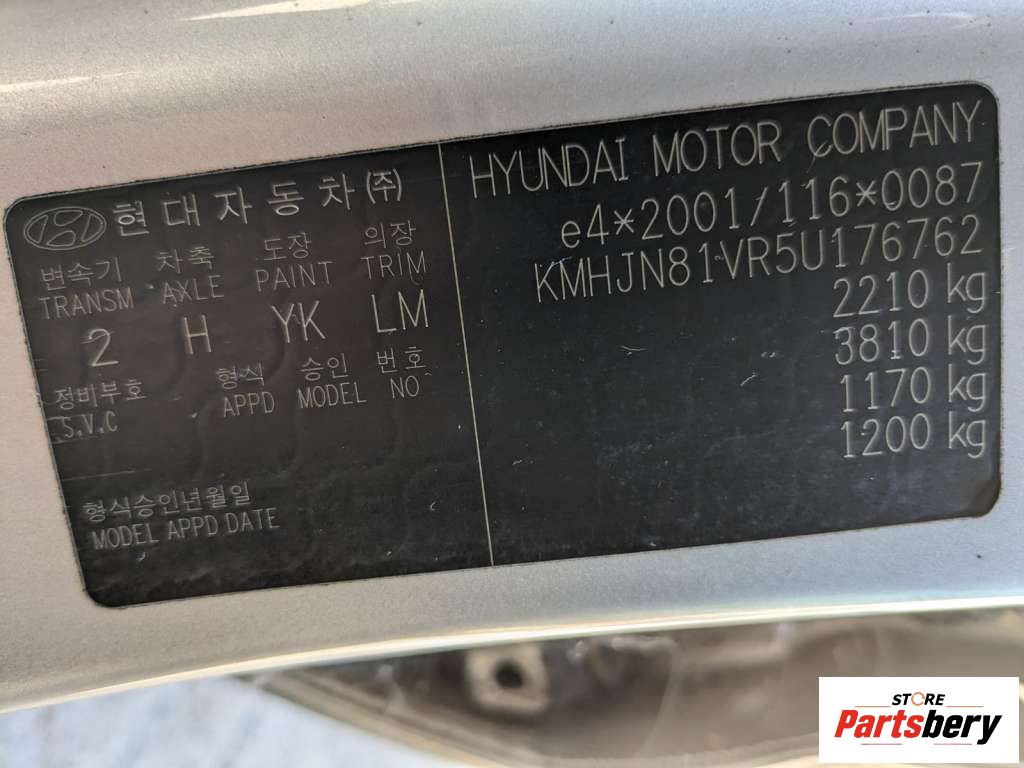 현대자동차(주)
변속기 차축 도장 의장
TRANSM AXLE PAINT TRIM
2 H YK LM
정비부호 형식 승인 번호
S.V.C APPD MODEL NO
형식승인년월일
MODEL APPD DATE
HYUNDAI MOTOR COMPANY
e4*2001/116*0087
KMHJN81VR5U176762
2210 kg
3810 kg
1170 kg
1200 kg
STORE
Partsbery